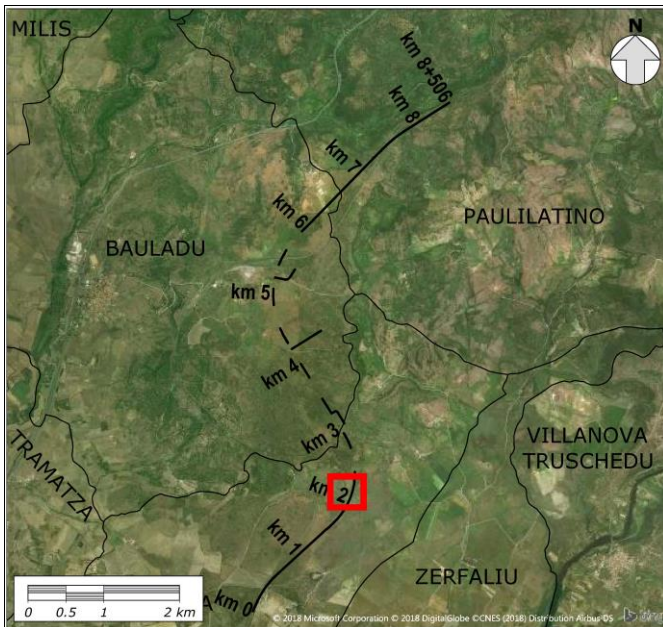 MILIS
N
km 8+506
km 8
km 7
PAULILATINO
km 6
BAULADU
km 5
km 4
km 3
VILLANOVA
TRUSCHEDU
TRAMATZA
km 2
km 1
ZERFALIU
km 0
0 0.5 1 2 km
© 2018 Microsoft Corporation © 2018 DigitalGlobe ©CNES (2018) Distribution Airbus DS